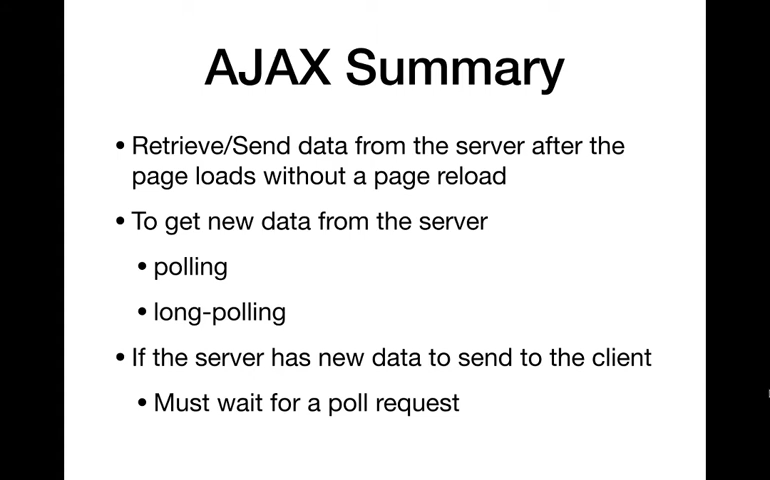 AJAX Summary
• Retrieve/Send data from the server after the
page loads without a page reload
• To get new data from the server
• polling
• long-polling
• If the server has new data to send to the client
• Must wait for a poll request